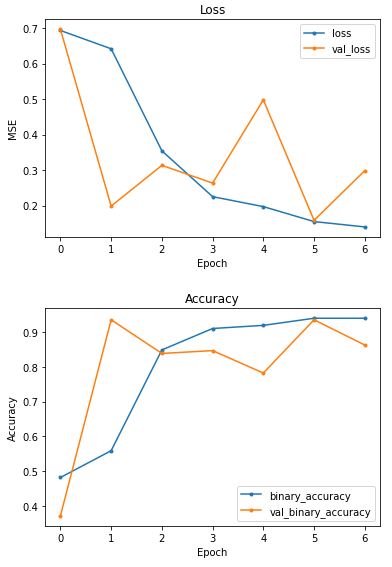 Loss
0.7
0.6
0.5
0.4
0.3
0.2
MSE
loss
val_loss
0 1 2 3 4 5 6
Epoch
Accuracy
0.9
0.8
0.7
0.6
0.5
0.4
Accuracy
binary_accuracy
val_binary_accuracy
0 1 2 3 4 5 6
Epoch